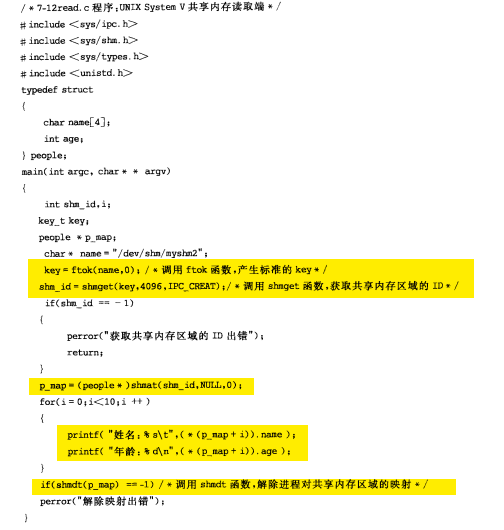 /*7-12read.c 程序:UNIX System V 共享内存读取端*/
#include <sys/ipc.h>
#include <sys/shm.h>
#include <sys/types.h>
#include <unistd.h>
typedef struct
{
char name[4];
int age;
} people;
main(int argc, char* * argv)
{
int shm_id,i;
key_t key;
people *p_map;
char* name="/dev/shm/myshm2";
key=ftok(name,0); /*调用 ftok 函数,产生标准的 key*/
shm_id=shmget(key,4096,IPC_CREAT);/*调用 shmget 函数,获取共享内存区域的 ID*/
if(shm_id == -1)
{
perror("获取共享内存区域的 ID 出错");
return;
}
p_map=(people*)shmat(shm_id,NULL,0);
for(i=0;i<10;i ++)
{
printf( "姓名:%s\t",(*(p_map+i)).name );
printf( "年龄:%d\n",(*(p_map+i)).age );
}
if(shmdt(p_map) ==-1) /*调用 shmdt 函数,解除进程对共享内存区域的映射*/
perror("解除映射出错");
}